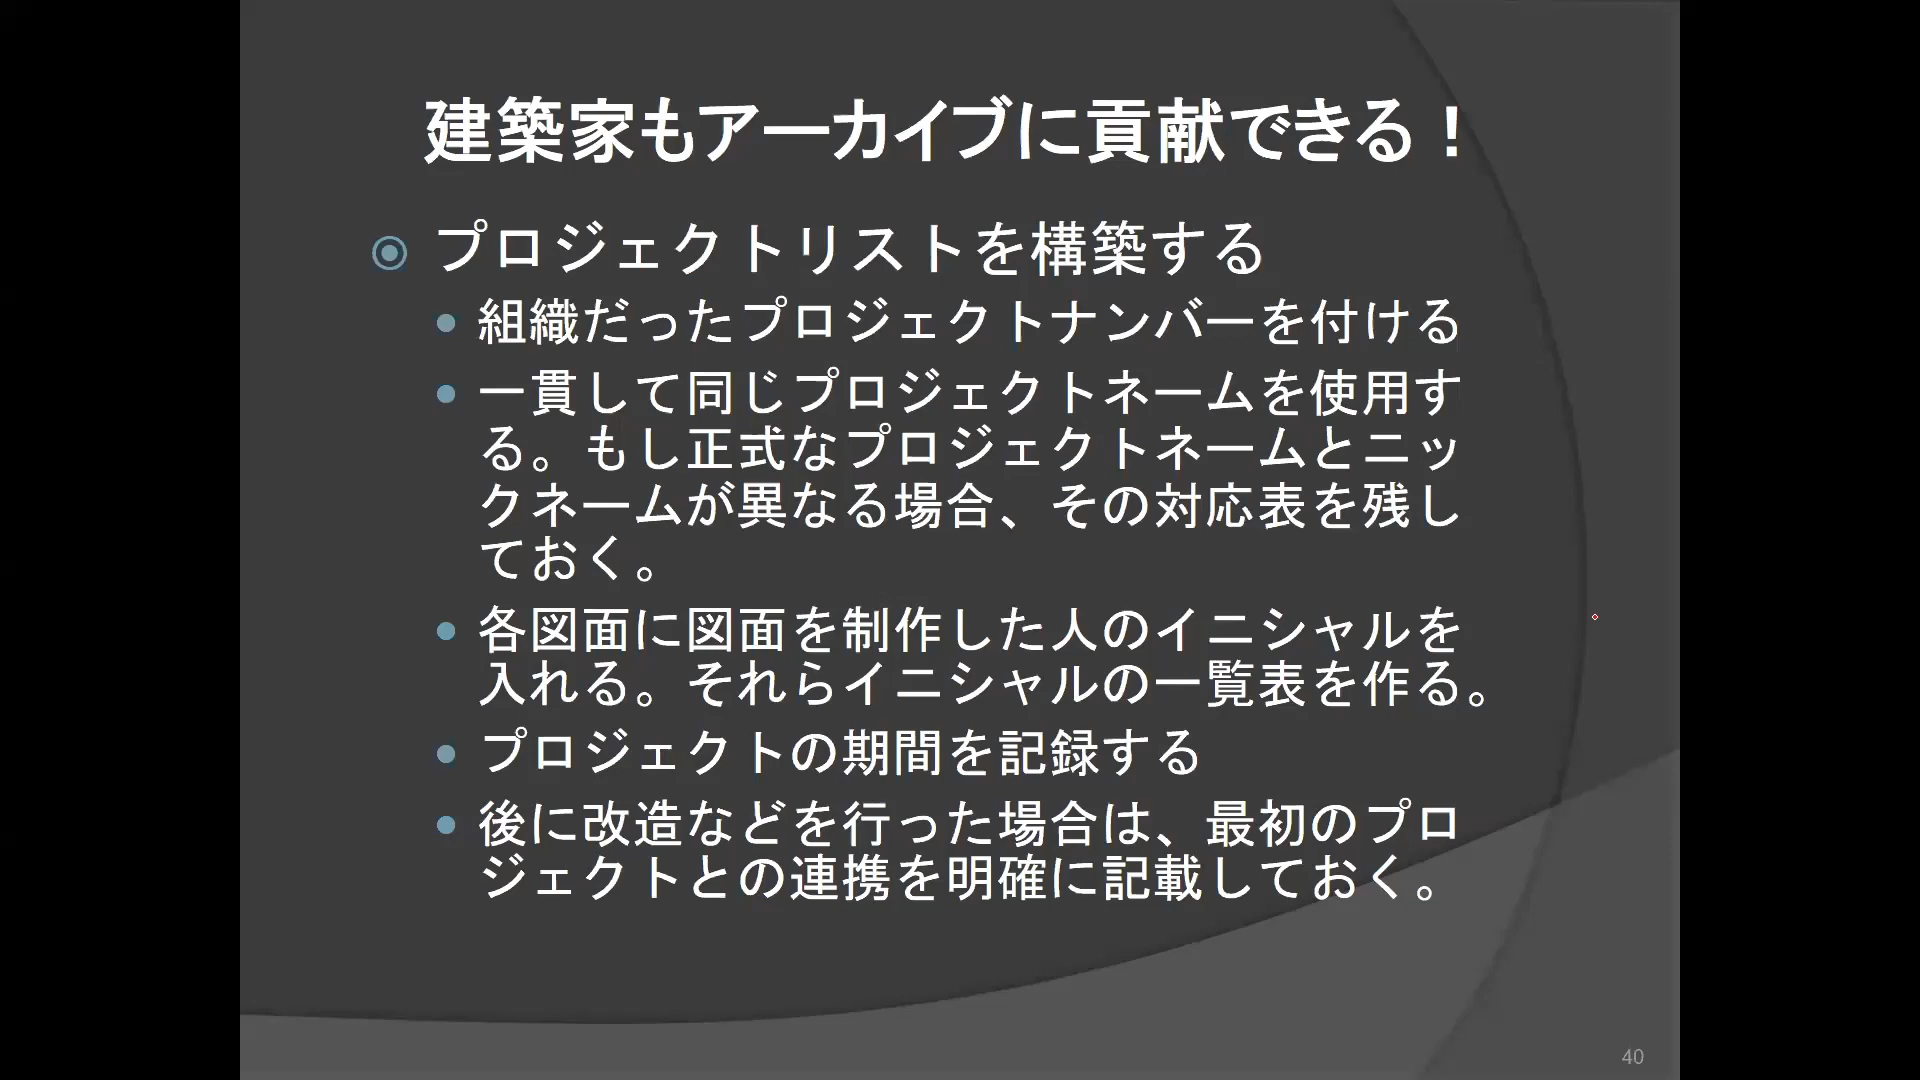 建築家もアーカイブに貢献できる！
プロジェクトリストを構築する
組織だったプロジェクトナンバーを付ける
一貫して同じプロジェクトネームを使用す
る。もし正式なプロジェクトネームとニッ
クネームが異なる場合、その対応表を残し
ておく。
各図面に図面を制作した人のイニシャルを
入れる。それらイニシャルの一覧表を作る。
プロジェクトの期間を記録する
後に改造などを行った場合は、最初のプロ
ジェクトとの連携を明確に記載しておく。
40